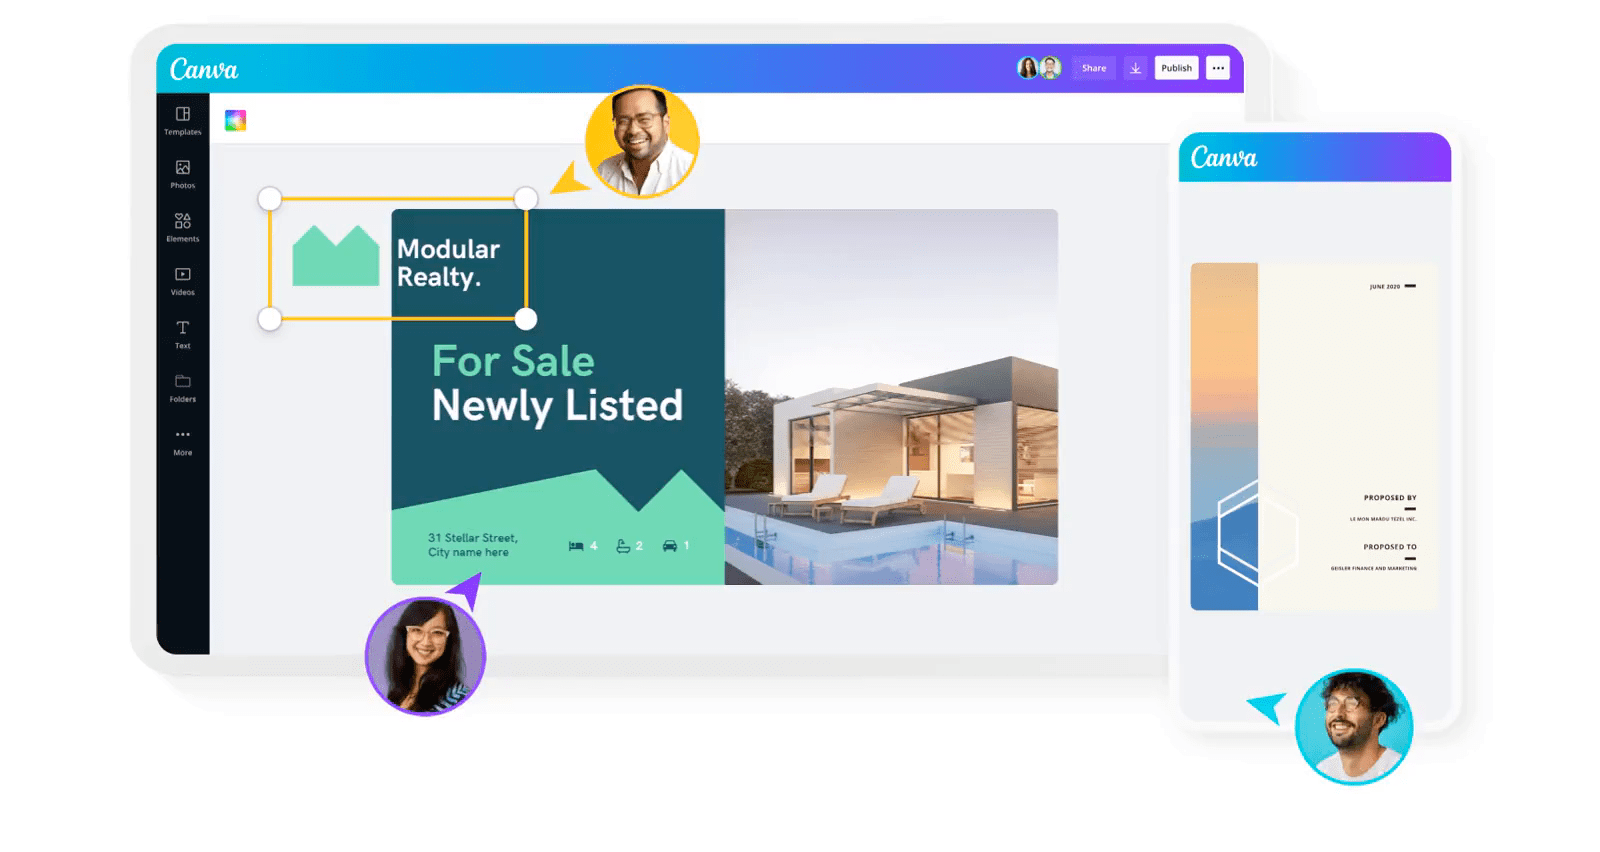 Canva
Share
Publish
Templates
Photos
Elements
Videos
Text
Folders
More
Modular
Realty.
For Sale
Newly Listed
31 Stellar Street,
City name here
4
2
1
Canva
JUNE 2020
PROPOSED BY
LE MON MARDU TEZEL INC.
PROPOSED TO
GEISLER FINANCE AND MARKETING